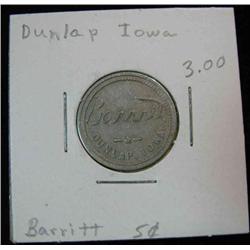 Dunlap Iowa
3.00
Barritt
DUNLAP, IOWA.
Barritt 5¢